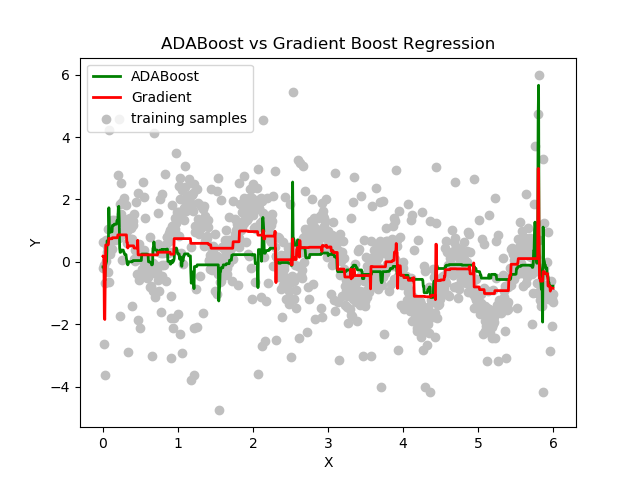 ADABoost vs Gradient Boost Regression
ADABoost
Gradient
training samples
6
4
2
0
−2
−4
Y
0 1 2 3 4 5 6
X